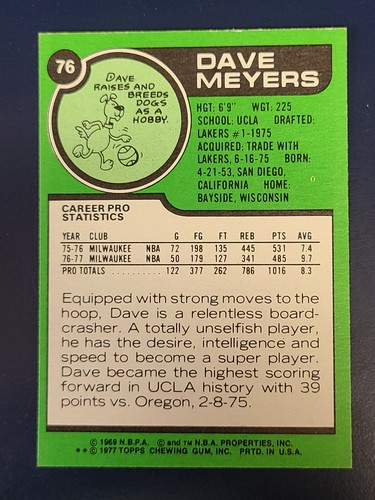 76
DAVE
MEYERS
DAVE
RAISES AND
BREEDS
DOGS AS
A
HOBBY.
HGT: 6'9" WGT: 225
SCHOOL: UCLA DRAFTED:
LAKERS #1-1975
ACQUIRED: TRADE WITH
LAKERS, 6-16-75 BORN:
4-21-53, SAN DIEGO,
CALIFORNIA HOME:
BAYSIDE, WISCONSIN
CAREER PRO
STATISTICS
YEAR CLUB G FG FT REB PTS AVG
75-76 MILWAUKEE NBA 72 198 135 445 531 7.4
76-77 MILWAUKEE NBA 50 179 127 341 485 9.7
PRO TOTALS .......... 122 377 262 786 1016 8.3
Equipped with strong moves to the
hoop, Dave is a relentless board-
crasher. A totally unselfish player,
he has the desire, intelligence and
speed to become a super player.
Dave became the highest scoring
forward in UCLA history with 39
points vs. Oregon, 2-8-75.
© 1969 N.B.P.A. © and TM N.B.A. PROPERTIES, INC.
** © 1977 TOPPS CHEWING GUM, INC. PRTD. IN U.S.A.